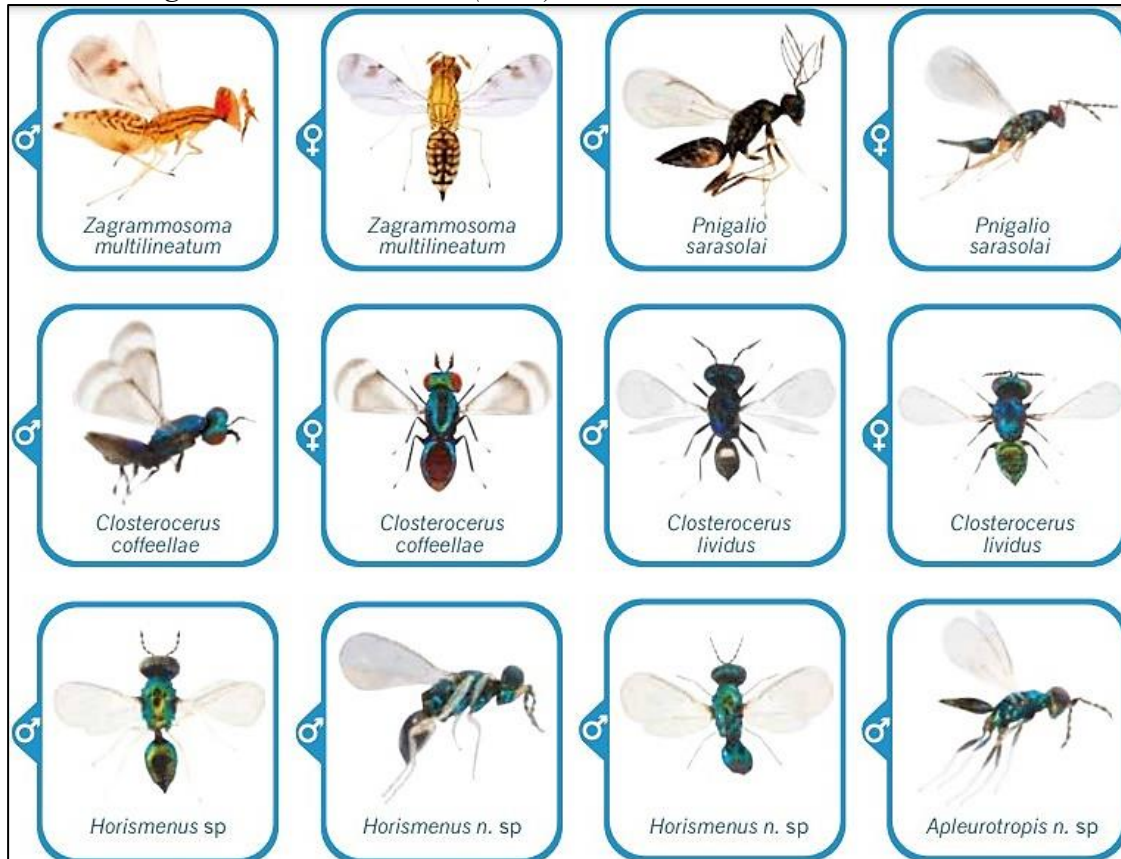 Zagrammosoma
multilineatum
Zagrammosoma
multilineatum
Pnigalio
sarasolai
Pnigalio
sarasolai
Closterocerus
coffeellae
Closterocerus
coffeellae
Closterocerus
lividus
Closterocerus
lividus
Horismenus sp
Horismenus n. sp
Horismenus n. sp
Apleurotropis n. sp